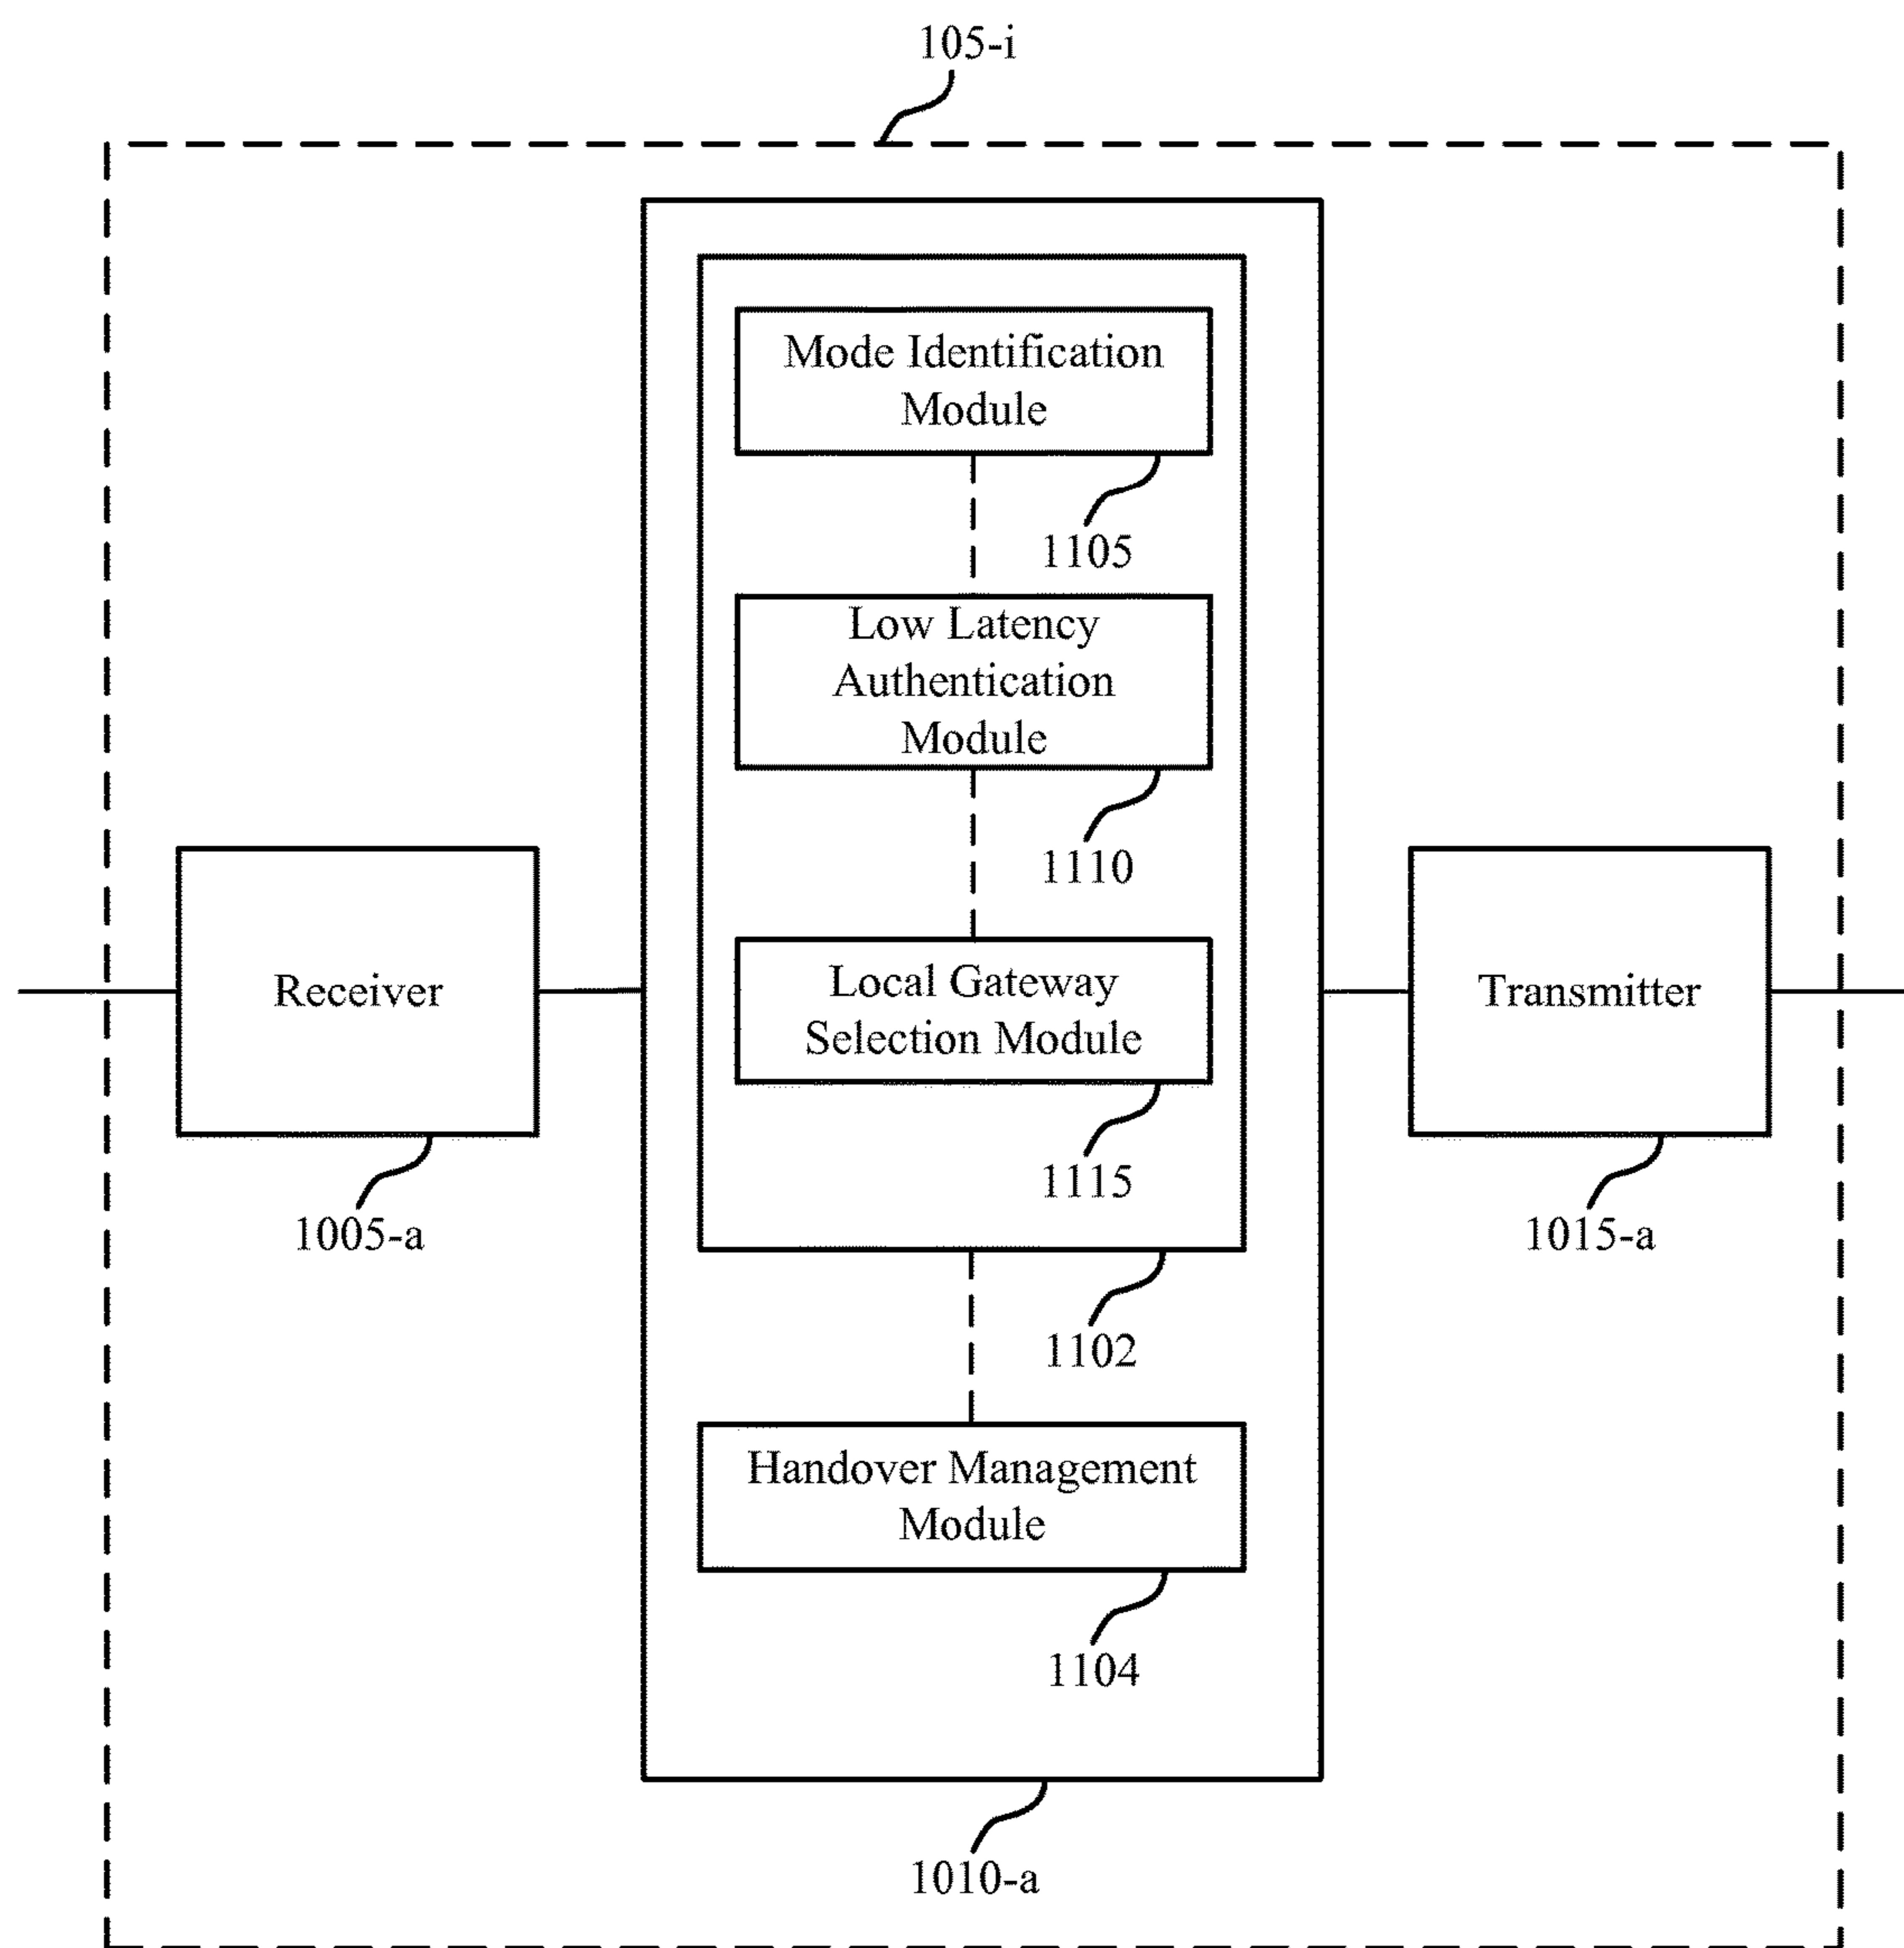 105-i
Mode Identification
Module
1105
Low Latency
Authentication
Module
1110
Receiver
1005-a
Local Gateway
Selection Module
1115
Transmitter
1015-a
1102
Handover Management
Module
1104
1010-a